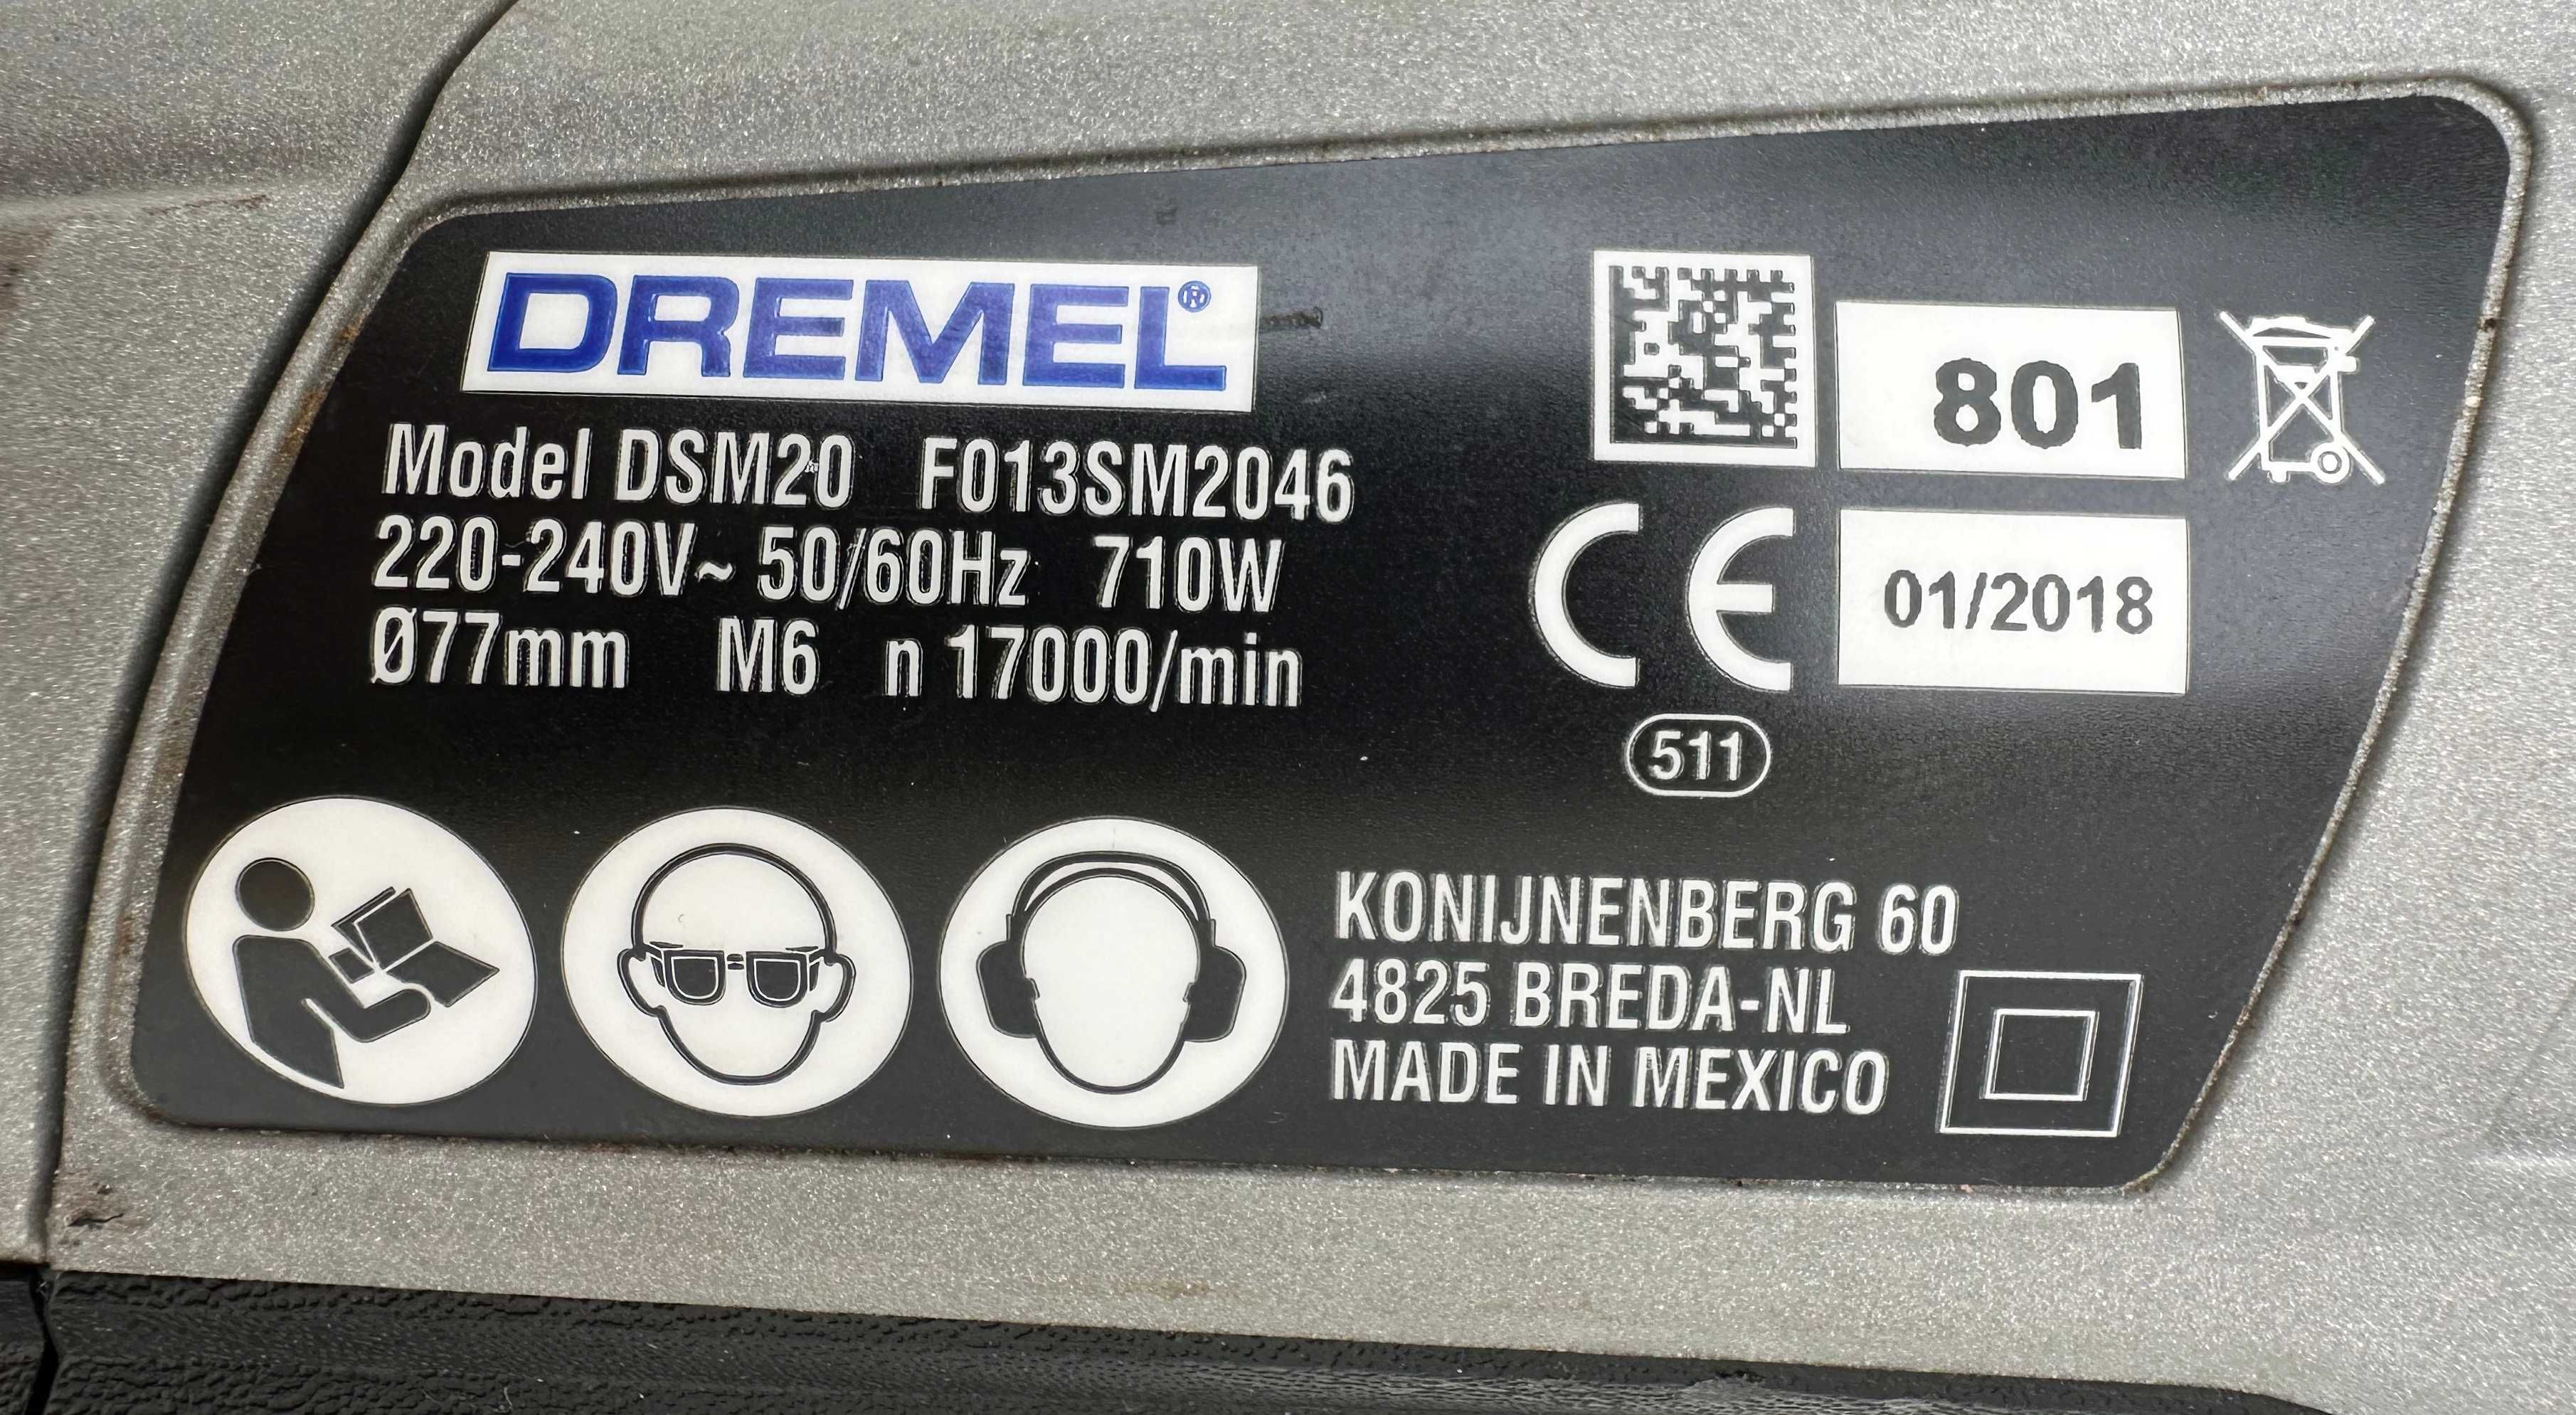 DREMEL®
Model DSM20 F013SM2046
220-240V~ 50/60Hz 710W
Ø77mm M6 n 17000/min
801
CE
01/2018
511
KONIJNENBERG 60
4825 BREDA-NL
MADE IN MEXICO